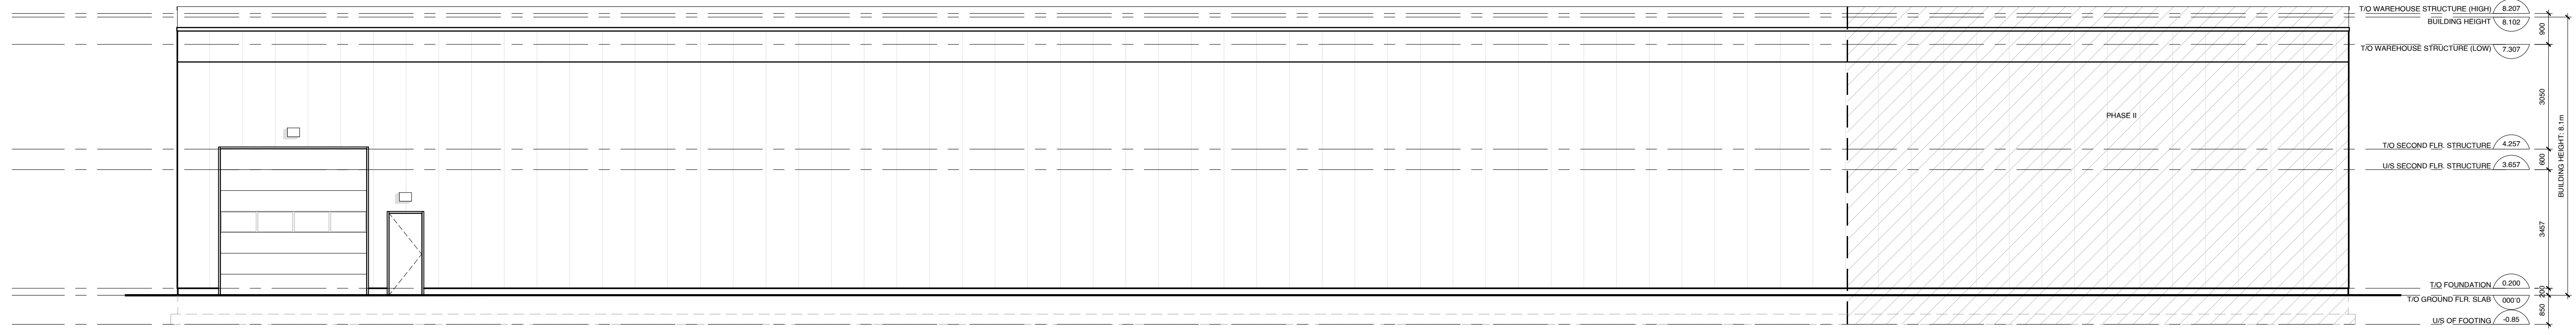 T/O WAREHOUSE STRUCTURE (HIGH) 8.207
BUILDING HEIGHT 8.102
900
T/O WAREHOUSE STRUCTURE (LOW) 7.307
3050
PHASE II
BUILDING HEIGHT: 8.1m
T/O SECOND FLR. STRUCTURE 4.257
600
U/S SECOND FLR. STRUCTURE 3.657
3457
T/O FOUNDATION 0.200
200
T/O GROUND FLR. SLAB 000'0
850
U/S OF FOOTING -0.85